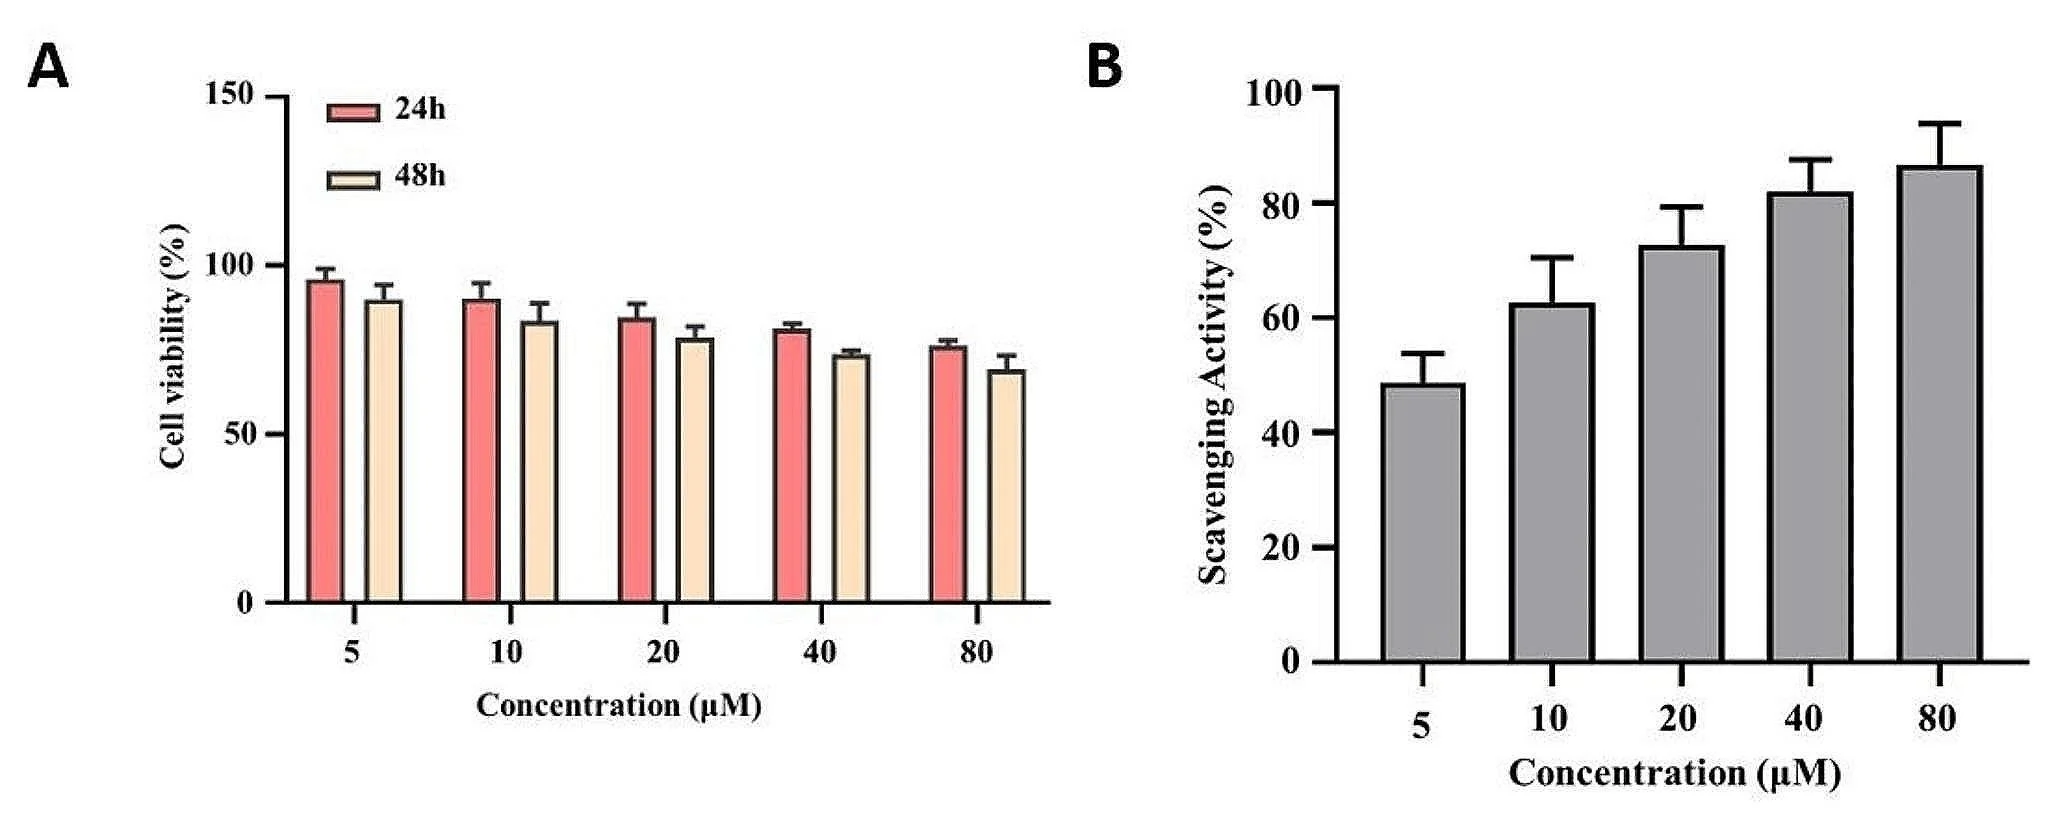 A
150
100
50
0
Cell viability (%)
24h
48h
5 10 20 40 80
Concentration (μM)
B
100
80
60
40
20
0
Scavenging Activity (%)
5 10 20 40 80
Concentration (μM)